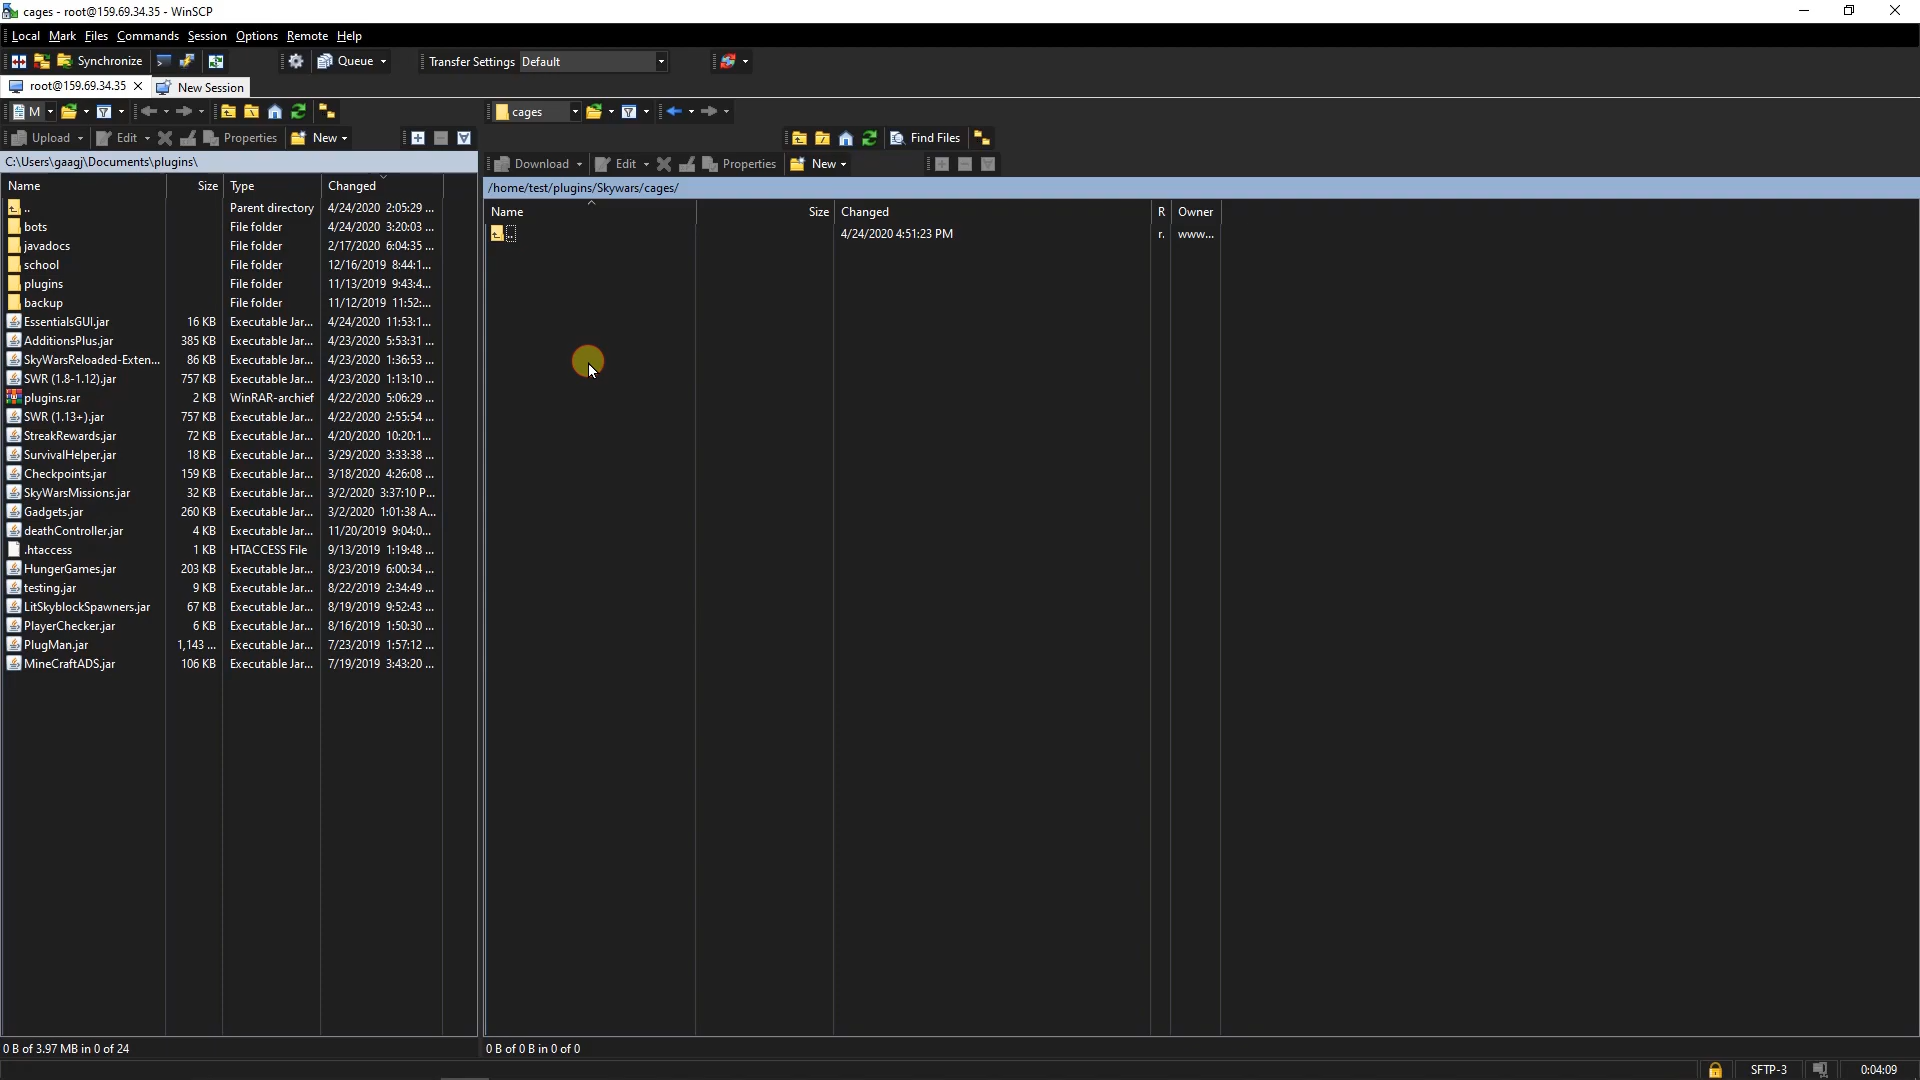 cages - root@159.69.34.35 - WinSCP
Local Mark Files Commands Session Options Remote Help
Synchronize Queue Transfer Settings Default
root@159.69.34.35 New Session
M cages
Upload Edit Properties New Find Files
C:\Users\gaagj\Documents\plugins\
Download Edit Properties New
/home/test/plugins/Skywars/cages/
Name Size Type Changed
Name Size Changed R Owner
.. Parent directory 4/24/2020 2:05:29 ...
.. 4/24/2020 4:51:23 PM r. www...
bots File folder 4/24/2020 3:20:03 ...
javadocs File folder 2/17/2020 6:04:35 ...
school File folder 12/16/2019 8:44:1...
plugins File folder 11/13/2019 9:43:4...
backup File folder 11/12/2019 11:52:...
EssentialsGUI.jar 16 KB Executable Jar... 4/24/2020 11:53:1...
AdditionsPlus.jar 385 KB Executable Jar... 4/23/2020 5:53:31 ...
SkyWarsReloaded-Exten... 86 KB Executable Jar... 4/23/2020 1:36:53 ...
SWR (1.8-1.12).jar 757 KB Executable Jar... 4/23/2020 1:13:10 ...
plugins.rar 2 KB WinRAR-archief 4/22/2020 5:06:29 ...
SWR (1.13+).jar 757 KB Executable Jar... 4/22/2020 2:55:54 ...
StreakRewards.jar 72 KB Executable Jar... 4/20/2020 10:20:1...
SurvivalHelper.jar 18 KB Executable Jar... 3/29/2020 3:33:38 ...
Checkpoints.jar 159 KB Executable Jar... 3/18/2020 4:26:08 ...
SkyWarsMissions.jar 32 KB Executable Jar... 3/2/2020 3:37:10 P...
Gadgets.jar 260 KB Executable Jar... 3/2/2020 1:01:38 A...
deathController.jar 4 KB Executable Jar... 11/20/2019 9:04:0...
.htaccess 1 KB HTACCESS File 9/13/2019 1:19:48 ...
HungerGames.jar 203 KB Executable Jar... 8/23/2019 6:00:34 ...
testing.jar 9 KB Executable Jar... 8/22/2019 2:34:49 ...
LitSkyblockSpawners.jar 67 KB Executable Jar... 8/19/2019 9:52:43 ...
PlayerChecker.jar 6 KB Executable Jar... 8/16/2019 1:50:30 ...
PlugMan.jar 1,143 ... Executable Jar... 7/23/2019 1:57:12 ...
MineCraftADS.jar 106 KB Executable Jar... 7/19/2019 3:43:20 ...
0 B of 3.97 MB in 0 of 24
0 B of 0 B in 0 of 0
SFTP-3 0:04:09